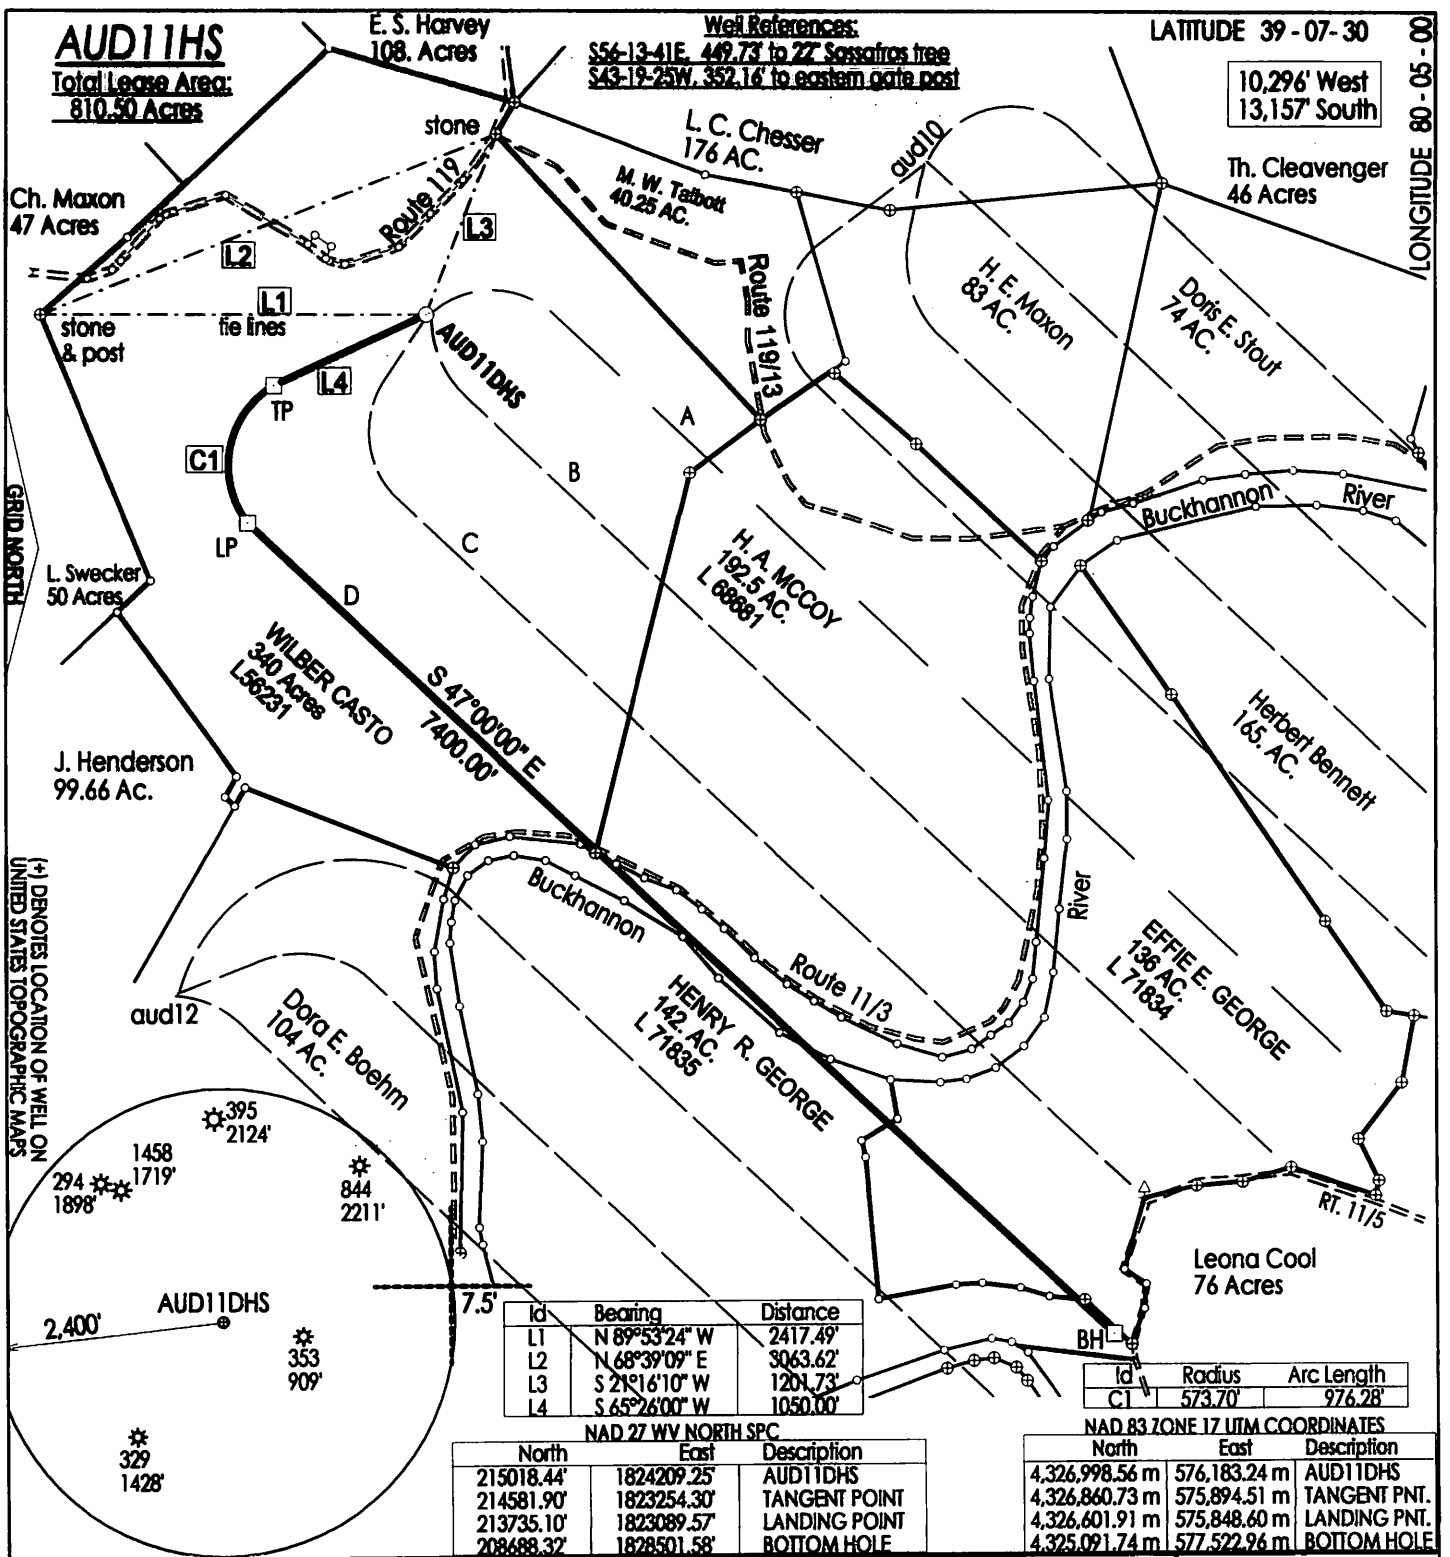 AUD11HS
Total Lease Area:
810.50 Acres
E. S. Harvey
108. Acres
Well References:
S56-13-41E, 449.73' to 22" Sassafras tree
S43-19-25W, 352.16' to eastern gate post
LATITUDE 39 - 07- 30
LONGITUDE 80 - 05 - 00
10,296' West
13,157' South
stone
L. C. Chesser
176 AC.
aud10
Th. Cleavenger
46 Acres
M. W. Talbott
40.25 AC.
Ch. Maxon
47 Acres
Route 119
L3
L2
L1
tie lines
stone
& post
Route 119/13
H. E. Maxon
83 AC.
Doris E. Stout
74 AC.
AUD11DHS
L4
TP
A
C1
B
C
LP
D
GRID NORTH
Buckhannon
River
H. A. MCCOY
192.5 AC.
L 68681
L. Swecker
50 Acres
WILBER CASTO
340 Acres
L56231
S 47°00'00" E
7400.00'
Herbert Bennett
165. AC.
J. Henderson
99.66 Ac.
Buckhannon
River
Route 11/3
EFFIE E. GEORGE
136 AC.
L 71834
HENRY R. GEORGE
142. AC.
L 71835
(+) DENOTES LOCATION OF WELL ON
UNITED STATES TOPOGRAPHIC MAPS
aud12
Dora E. Boehm
104 AC.
395
2124'
1458
1719'
294
1898'
844
2211'
RT. 11/5
Leona Cool
76 Acres
AUD11DHS
2,400'
7.5'
353
909'
329
1428'
BH
Id Bearing Distance
L1 N 89°53'24" W 2417.49'
L2 N 68°39'09" E 3063.62'
L3 S 21°16'10" W 1201.73'
L4 S 65°26'00" W 1050.00'
Id Radius Arc Length
C1 573.70' 976.28'
NAD 27 WV NORTH SPC
North East Description
215018.44' 1824209.25' AUD11DHS
214581.90' 1823254.30' TANGENT POINT
213735.10' 1823089.57' LANDING POINT
208688.32' 1828501.58' BOTTOM HOLE
NAD 83 ZONE 17 UTM COORDINATES
North East Description
4,326,998.56 m 576,183.24 m AUD11DHS
4,326,860.73 m 575,894.51 m TANGENT PNT.
4,326,601.91 m 575,848.60 m LANDING PNT.
4,325,091.74 m 577,522.96 m BOTTOM HOLE